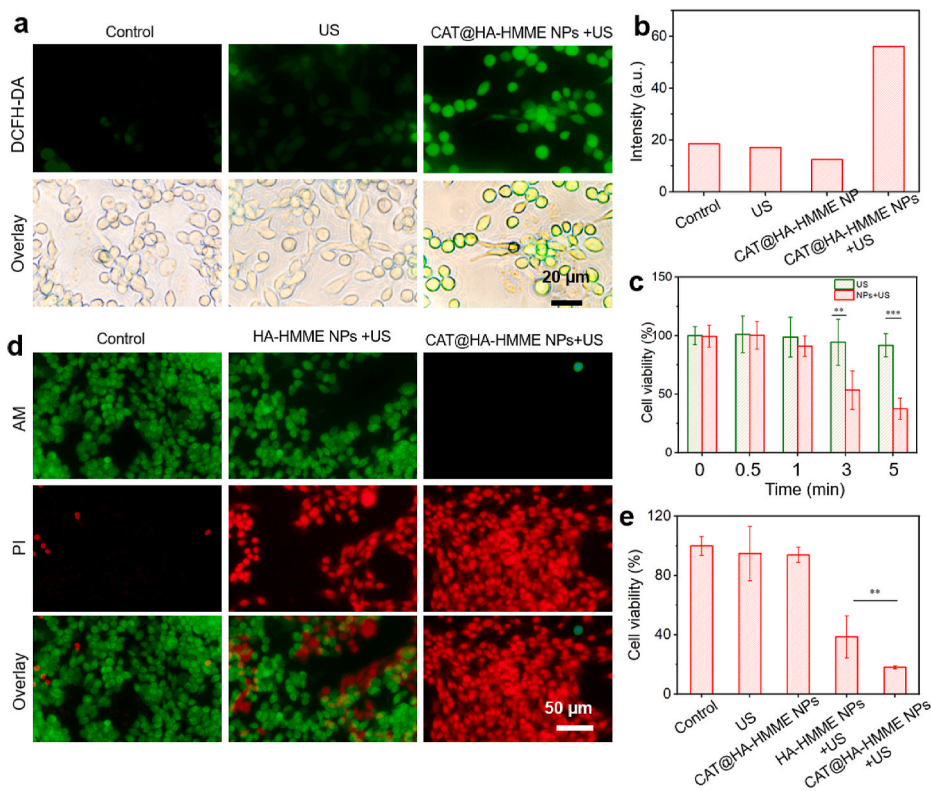 a
Control
US
CAT@HA-HMME NPs +US
DCFH-DA
Overlay
20 µm
b
Intensity (a.u.)
60
40
20
0
Control
US
CAT@HA-HMME NP
CAT@HA-HMME NPs
+US
c
US
NPs+US
Cell viability (%)
150
100
50
0
**
***
0 0.5 1 3 5
Time (min)
d
Control
HA-HMME NPs +US
CAT@HA-HMME NPs+US
AM
PI
Overlay
50 µm
e
Cell viability (%)
120
80
40
0
**
Control
US
CAT@HA-HMME NPs
HA-HMME NPs
+US
CAT@HA-HMME NPs
+US